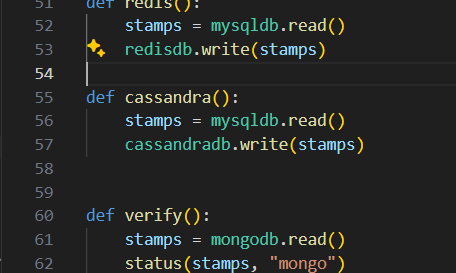 51 def redis():
52     stamps = mysqldb.read()
53     redisdb.write(stamps)
54
55 def cassandra():
56     stamps = mysqldb.read()
57     cassandradb.write(stamps)
58
59
60 def verify():
61     stamps = mongodb.read()
62     status(stamps, "mongo")